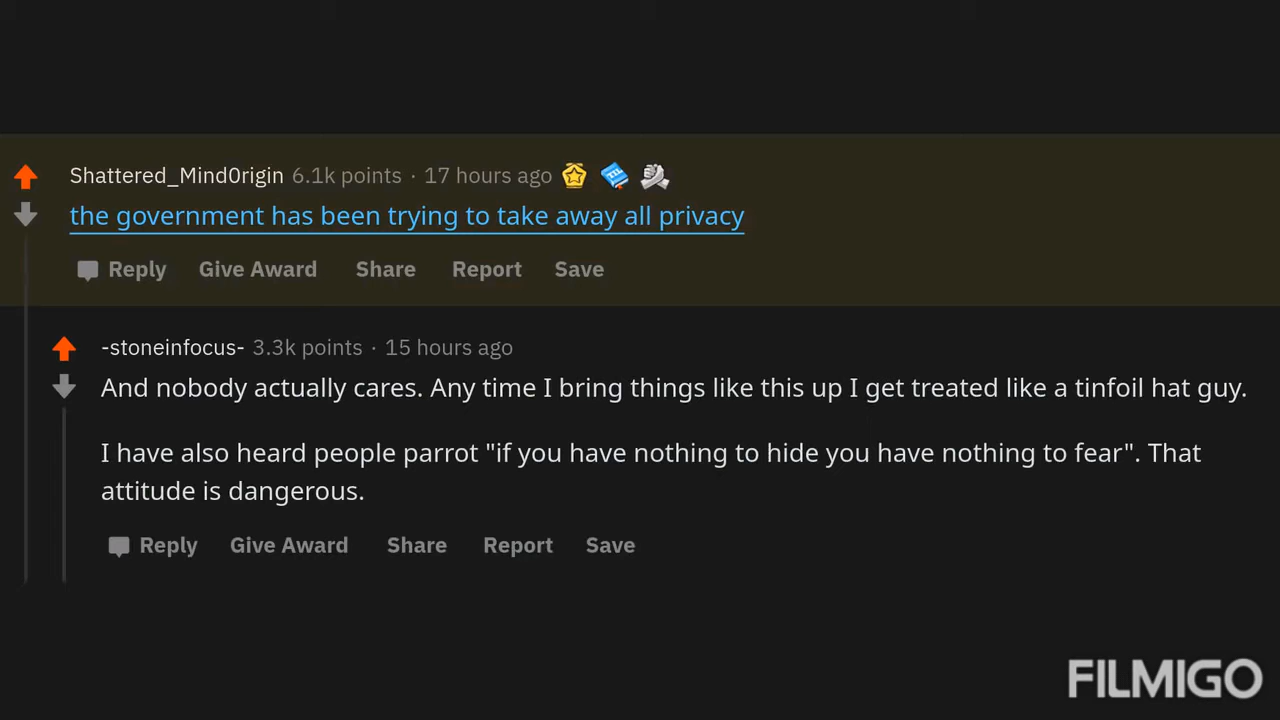 Shattered_Mind0rigin 6.1k points · 17 hours ago
the government has been trying to take away all privacy
Reply Give Award Share Report Save
-stoneinfocus- 3.3k points · 15 hours ago
And nobody actually cares. Any time I bring things like this up I get treated like a tinfoil hat guy.
I have also heard people parrot "if you have nothing to hide you have nothing to fear". That
attitude is dangerous.
Reply Give Award Share Report Save
FILMIGO